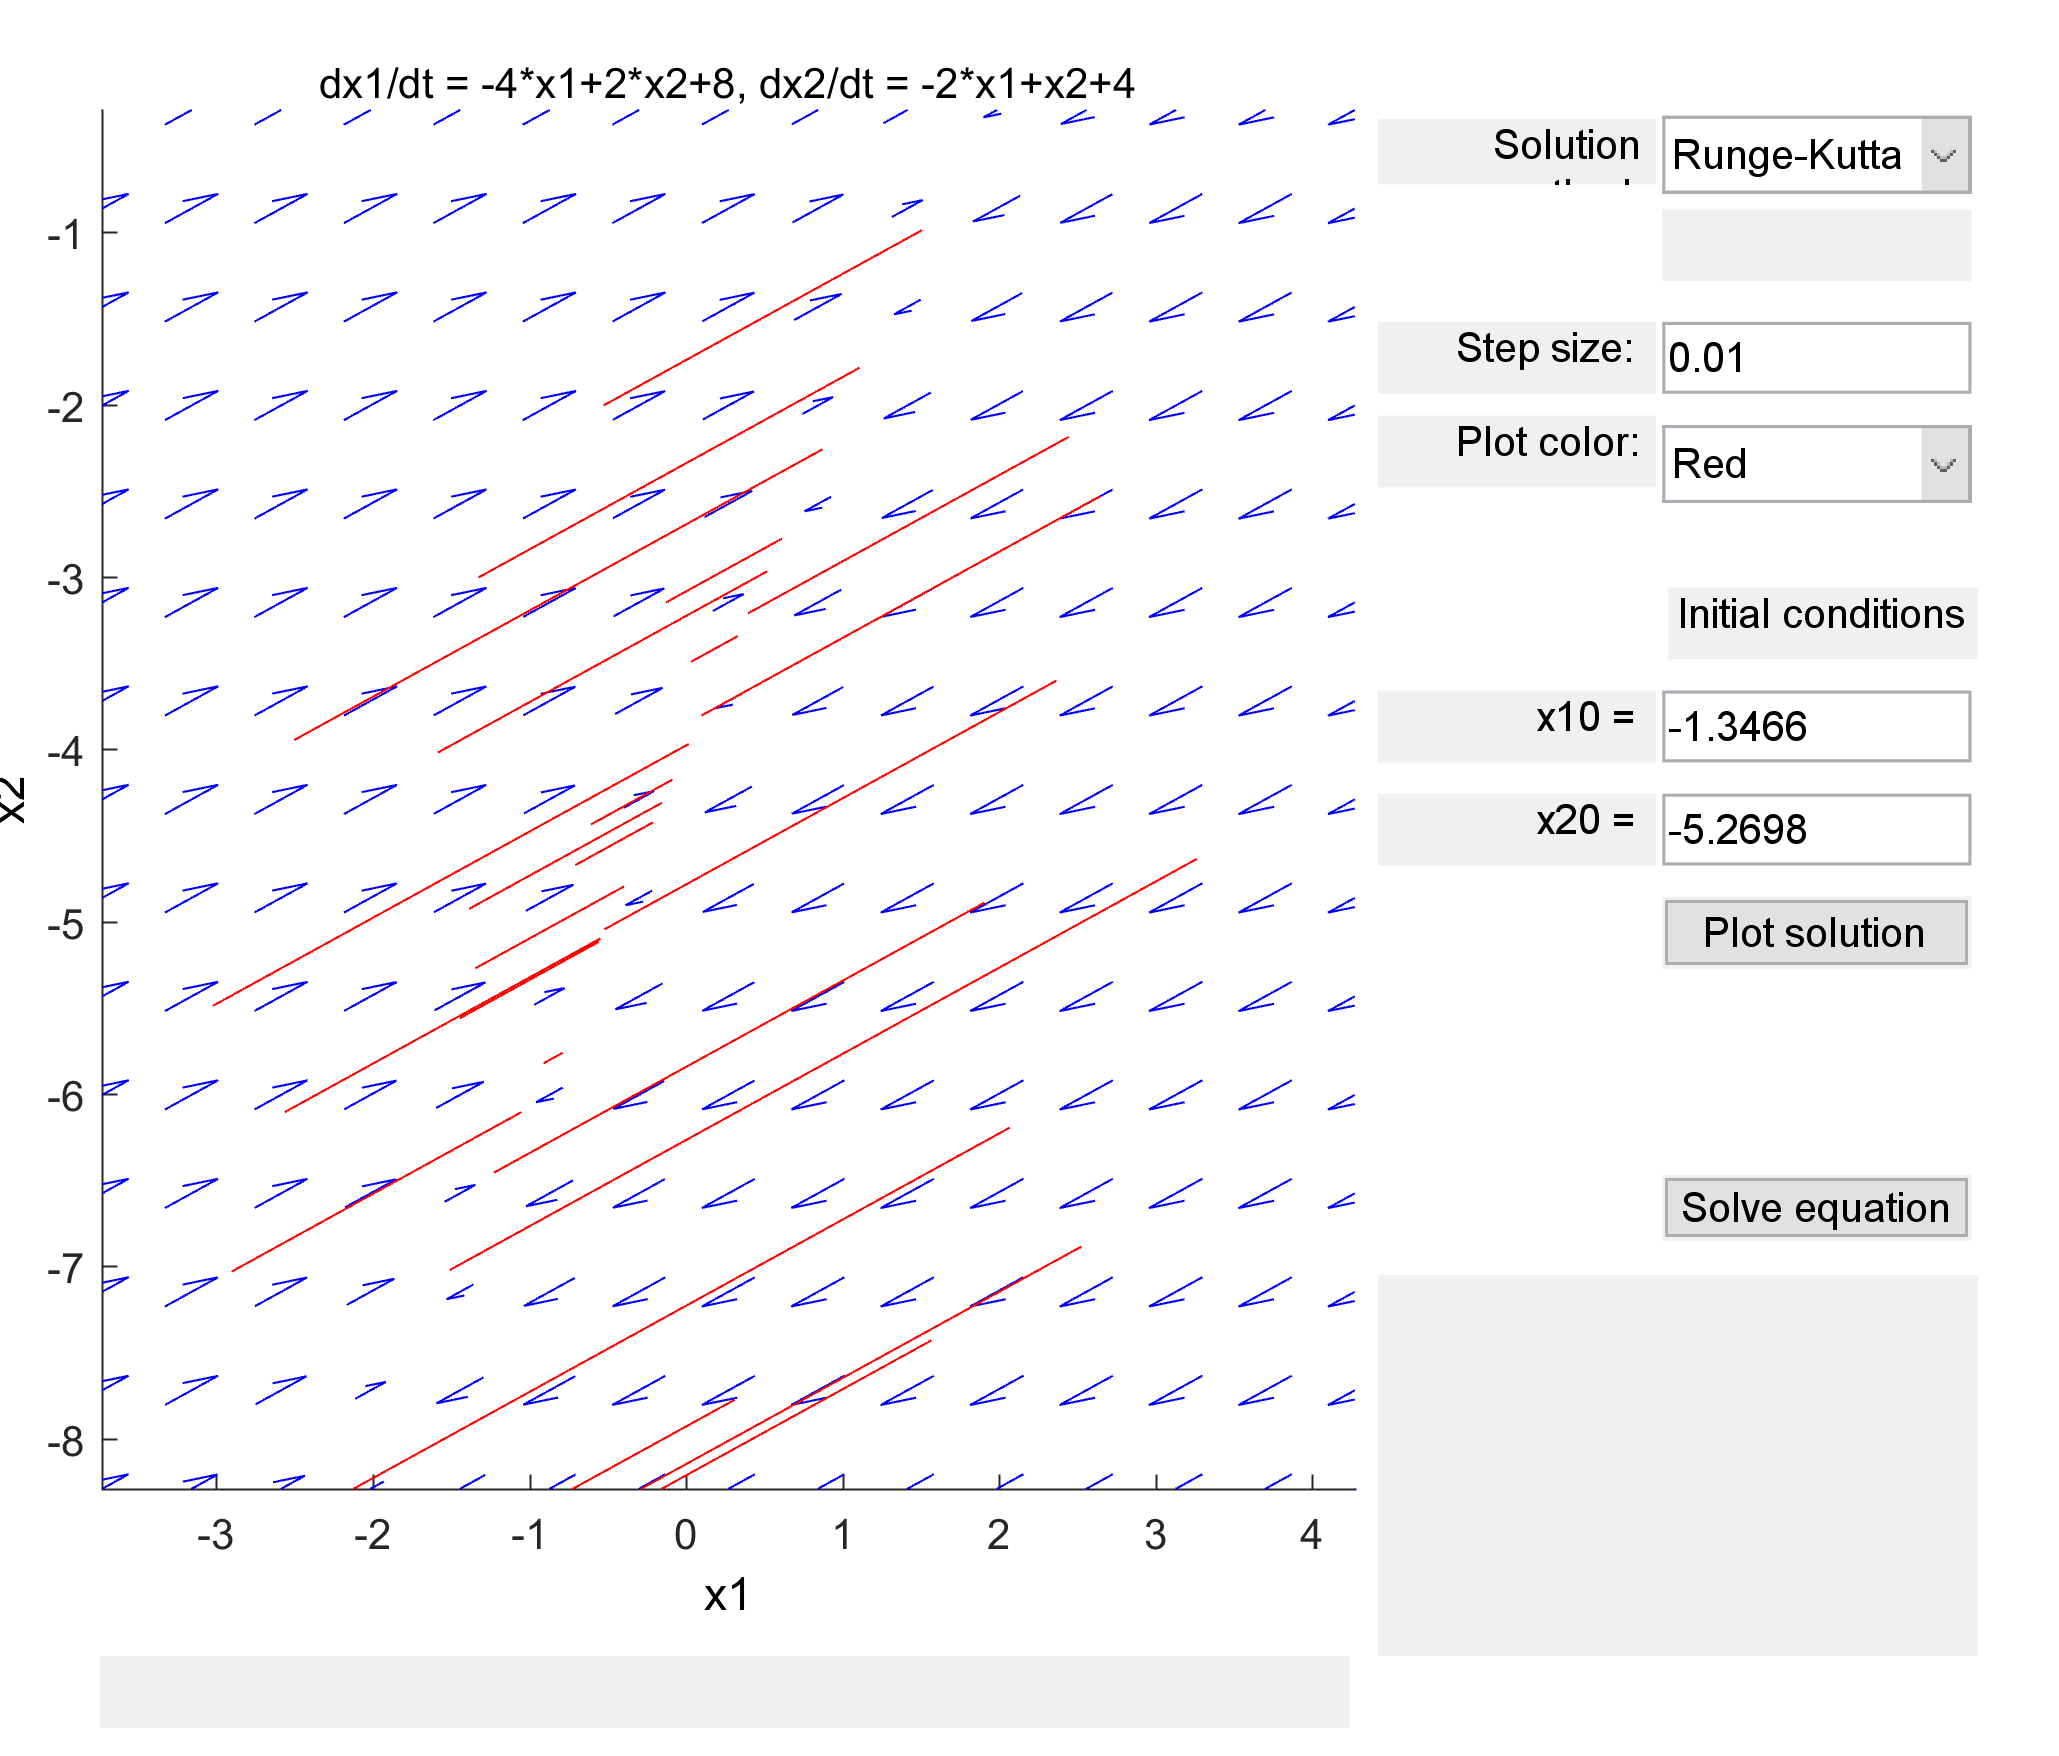 dx1/dt = -4*x1+2*x2+8, dx2/dt = -2*x1+x2+4
Solution
Runge-Kutta
Step size:
0.01
Plot color:
Red
Initial conditions
x10 =
-1.3466
x20 =
-5.2698
Plot solution
Solve equation
-1
-2
-3
-4
-5
-6
-7
-8
x2
-3 -2 -1 0 1 2 3 4
x1